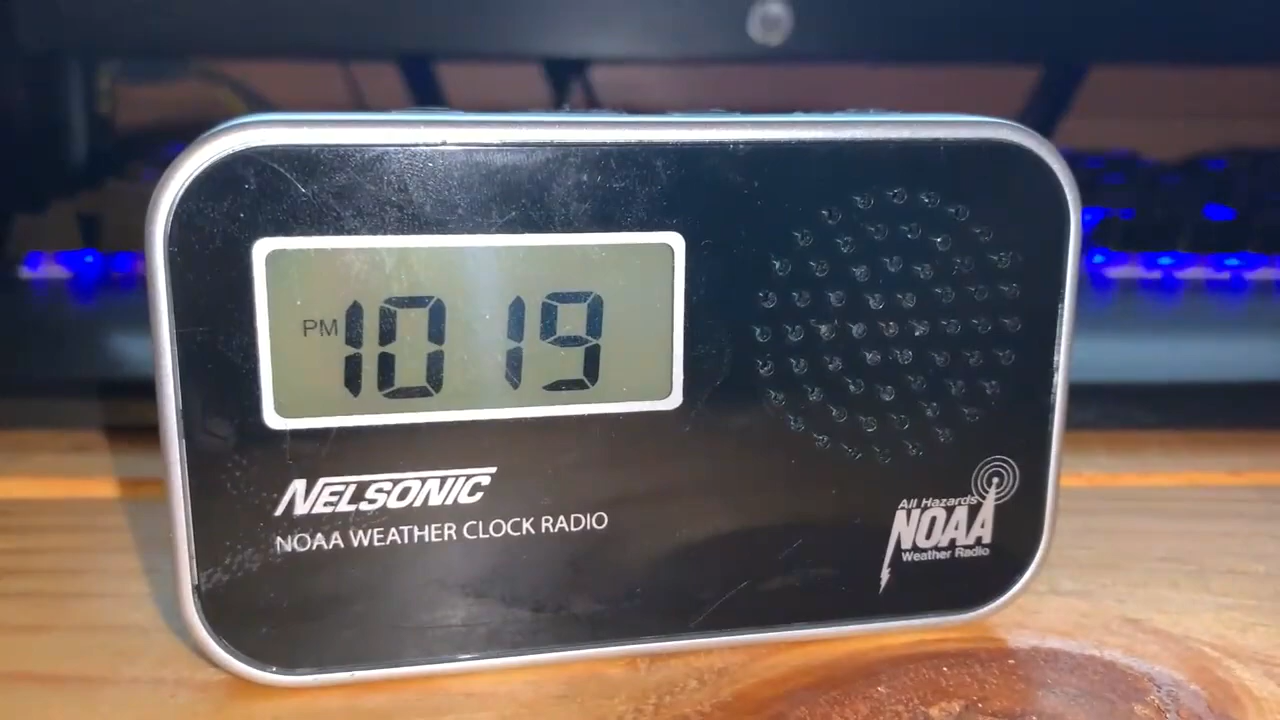 PM 10 19
NELSONIC
NOAA WEATHER CLOCK RADIO
All Hazards
NOAA
Weather Radio